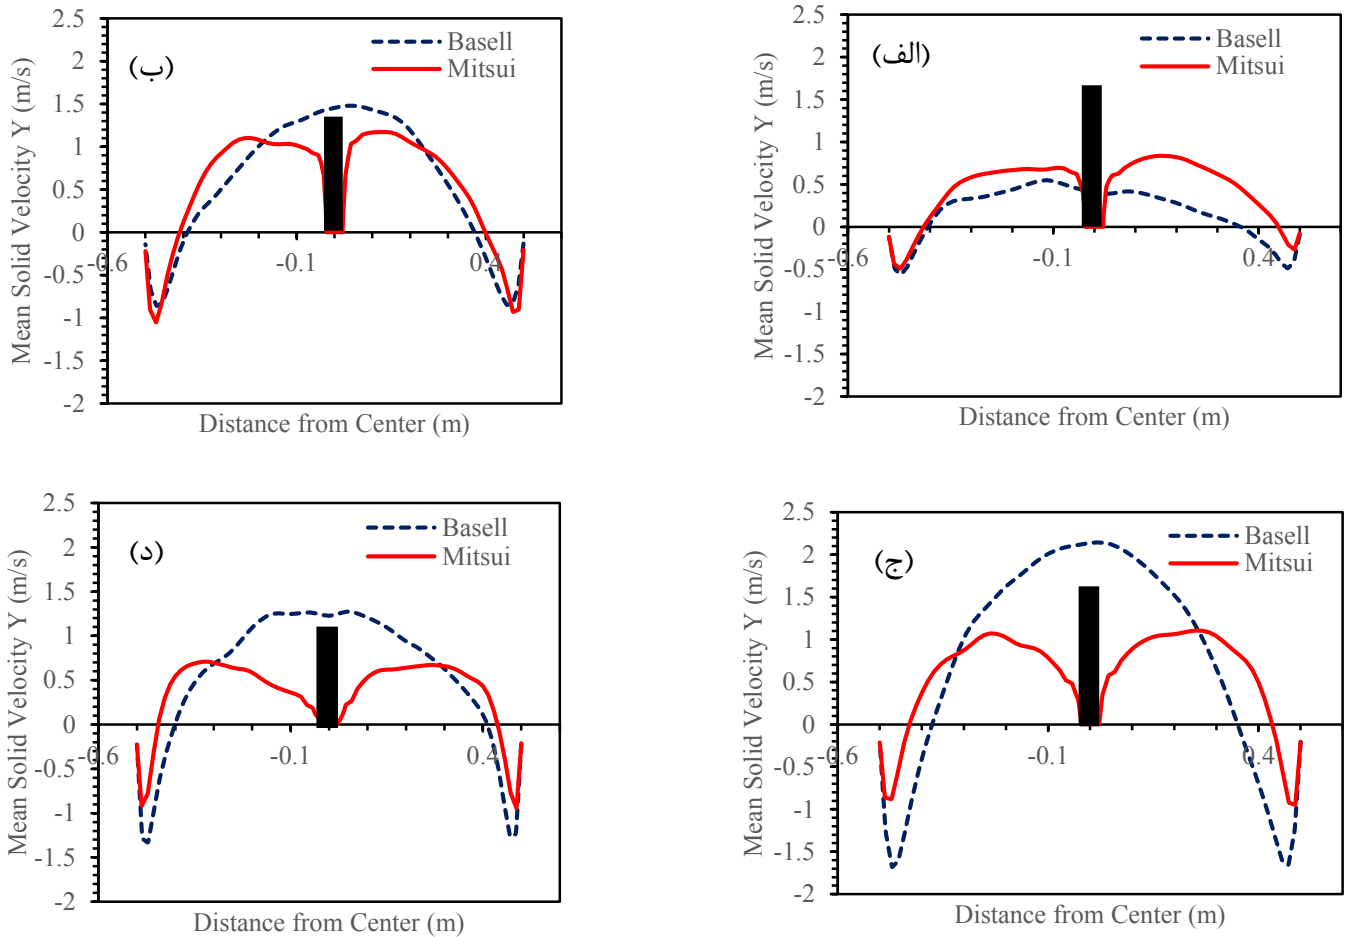 (ب)
Basell
Mitsui
Mean Solid Velocity Y (m/s)
2.5
2
1.5
1
0.5
0
-0.5
-1
-1.5
-2
-0.6
-0.1
0.4
Distance from Center (m)
(الف)
Basell
Mitsui
Mean Solid Velocity Y (m/s)
2.5
2
1.5
1
0.5
0
-0.5
-1
-1.5
-2
-0.6
-0.1
0.4
Distance from Center (m)
(د)
Basell
Mitsui
Mean Solid Velocity Y (m/s)
2.5
2
1.5
1
0.5
0
-0.5
-1
-1.5
-2
-0.6
-0.1
0.4
Distance from Center (m)
(ج)
Basell
Mitsui
Mean Solid Velocity Y (m/s)
2.5
2
1.5
1
0.5
0
-0.5
-1
-1.5
-2
-0.6
-0.1
0.4
Distance from Center (m)